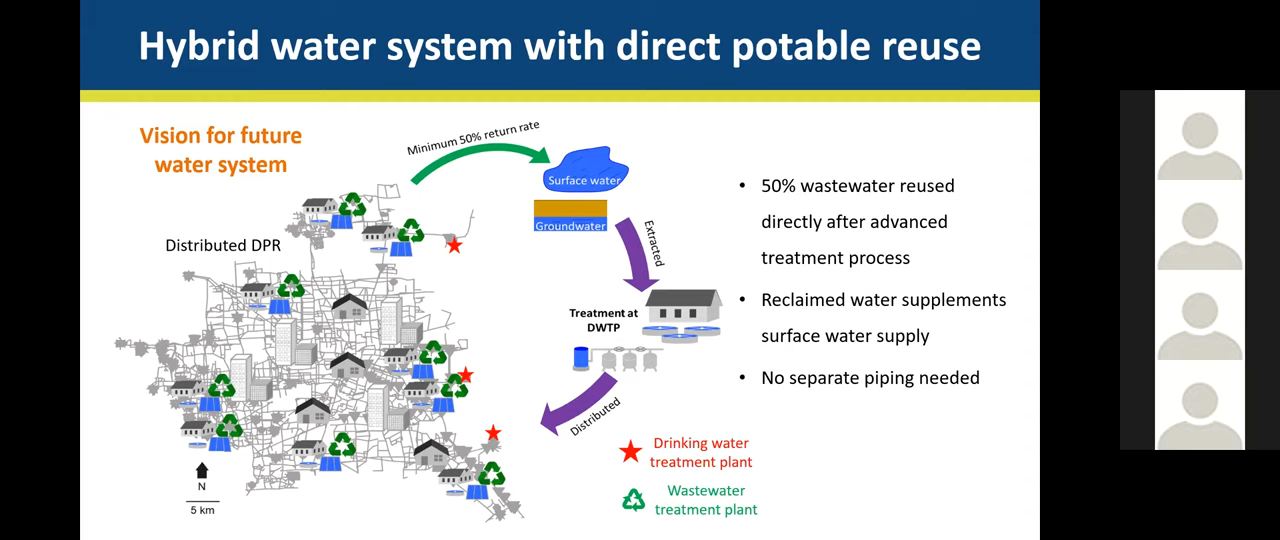 Hybrid water system with direct potable reuse
Vision for future
water system
Minimum 50% return rate
Surface water
Groundwater
Extracted
Distributed DPR
Treatment at
DWTP
Distributed
N
5 km
Drinking water
treatment plant
Wastewater
treatment plant
• 50% wastewater reused
directly after advanced
treatment process
• Reclaimed water supplements
surface water supply
• No separate piping needed